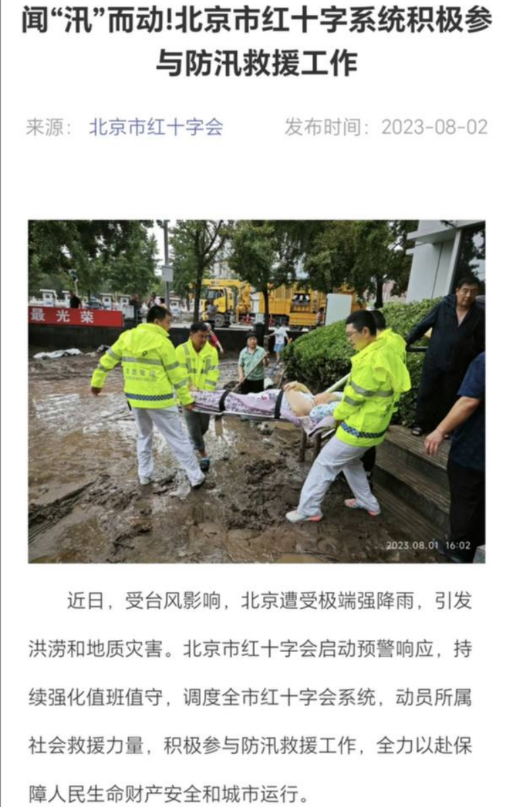 闻“汛”而动!北京市红十字系统积极参
与防汛救援工作
来源： 北京市红十字会 发布时间：2023-08-02
最光荣
2023.08.01 16:02
近日，受台风影响，北京遭受极端强降雨，引发
洪涝和地质灾害。北京市红十字会启动预警响应，持
续强化值班值守，调度全市红十字会系统，动员所属
社会救援力量，积极参与防汛救援工作，全力以赴保
障人民生命财产安全和城市运行。